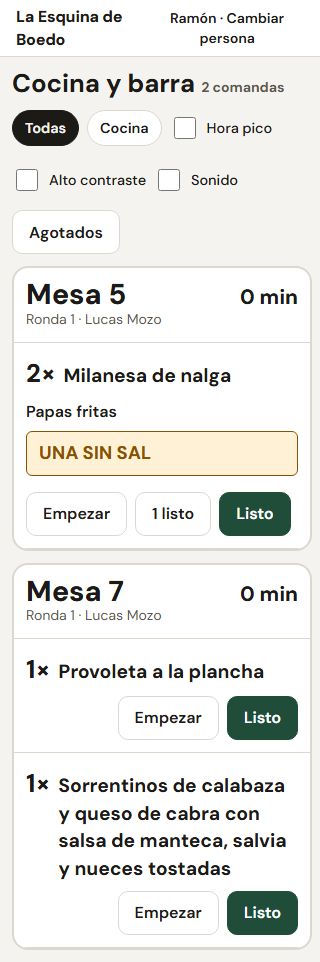 La Esquina de
Boedo
Ramón · Cambiar
persona
Cocina y barra 2 comandas
Todas Cocina Hora pico
Alto contraste Sonido
Agotados
Mesa 5 0 min
Ronda 1 · Lucas Mozo
2× Milanesa de nalga
Papas fritas
UNA SIN SAL
Empezar 1 listo Listo
Mesa 7 0 min
Ronda 1 · Lucas Mozo
1× Provoleta a la plancha
Empezar Listo
1× Sorrentinos de calabaza
y queso de cabra con
salsa de manteca, salvia
y nueces tostadas
Empezar Listo